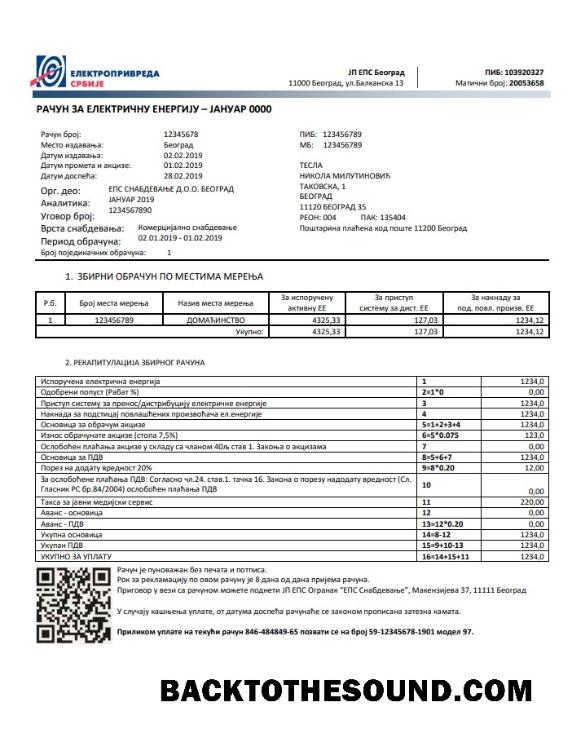 ЕЛЕКТРОПРИВРЕДА
СРБИЈЕ
ЈП ЕПС Београд
11000 Београд, ул.Балканска 13
ПИБ: 103920327
Матични број: 20053658
РАЧУН ЗА ЕЛЕКТРИЧНУ ЕНЕРГИЈУ – ЈАНУАР 0000
Рачун број: 12345678
Место издавања: Београд
Датум издавања: 02.02.2019
Датум промета и акцизе: 01.02.2019
Датум доспећа: 28.02.2019
Орг. део: ЕПС СНАБДЕВАЊЕ Д.О.О. БЕОГРАД
Аналитика: ЈАНУАР 2019
Уговор број: 1234567890
Врста снабдевања: Комерцијално снабдевање
Период обрачуна: 02.01.2019 - 01.02.2019
Број појединачних обрачуна: 1
ПИБ: 123456789
МБ: 123456789
ТЕСЛА
НИКОЛА МИЛУТИНОВИЋ
ТАКОВСКА, 1
БЕОГРАД
11120 БЕОГРАД 35
РЕОН: 004 ПАК: 135404
Поштарина плаћена код поште 11200 Београд
1. ЗБИРНИ ОБРАЧУН ПО МЕСТИМА МЕРЕЊА
Р.б. Број места мерења Назив места мерења За испоручену активну ЕЕ За приступ систему за дист. ЕЕ За накнаду за под. повл. произв. ЕЕ
1 123456789 ДОМАЋИНСТВО 4325,33 127,03 1234,12
Укупно: 4325,33 127,03 1234,12
2. РЕКАПИТУЛАЦИЈА ЗБИРНОГ РАЧУНА
Испоручена електрична енергија 1 1234,0
Одобрени попуст (Рабат %) 2=1*0 0,00
Приступ систему за пренос/дистрибуцију електричне енергије 3 1234,0
Накнада за подстицај повлашћених произвођача ел.енергије 4 1234,0
Основица за обрачум акцизе 5=1+2+3+4 1234,0
Износ обрачунате акцизе (стопа 7,5%) 6=5*0.075 123,0
Ослобођен плаћања акцизе у складу са чланом 40љ став 1. Закоња о акцизама 7 0,00
Основица за ПДВ 8=5+6+7 1234,0
Порез на додату вредност 20% 9=8*0.20 12,00
За ослобођене плаћања ПДВ: Согласно чл.24. став.1. тачка 16. Закона о порезу надодату вредност (Сл.
Гласник РС бр.84/2004) ослобођен плаћања ПДВ 10 0,00
Такса за јавни медијски сервис 11 220,00
Аванс - основица 12 0,00
Аванс - ПДВ 13=12*0.20 0,00
Укупна основица 14=8-12 1234,0
Укупан ПДВ 15=9+10-13 1234,0
УКУПНО ЗА УПЛАТУ 16=14+15+11 1234,0
Рачун је пуноважан без печата и потписа.
Рок за рекламацију по овом рачуну је 8 дана од дана пријема рачуна.
Приговор у вези са рачуном можете поднети ЈП ЕПС Огранак "ЕПС Снабдевање", Макензијева 37, 11111 Београд
У случају кашњења уплате, од датума доспећа рачунаће се законом прописана затезна камата.
Приликом уплате на текући рачун 846-484849-65 позвати се на број 59-12345678-1901 модел 97.
BACKTOTHESOUND.COM